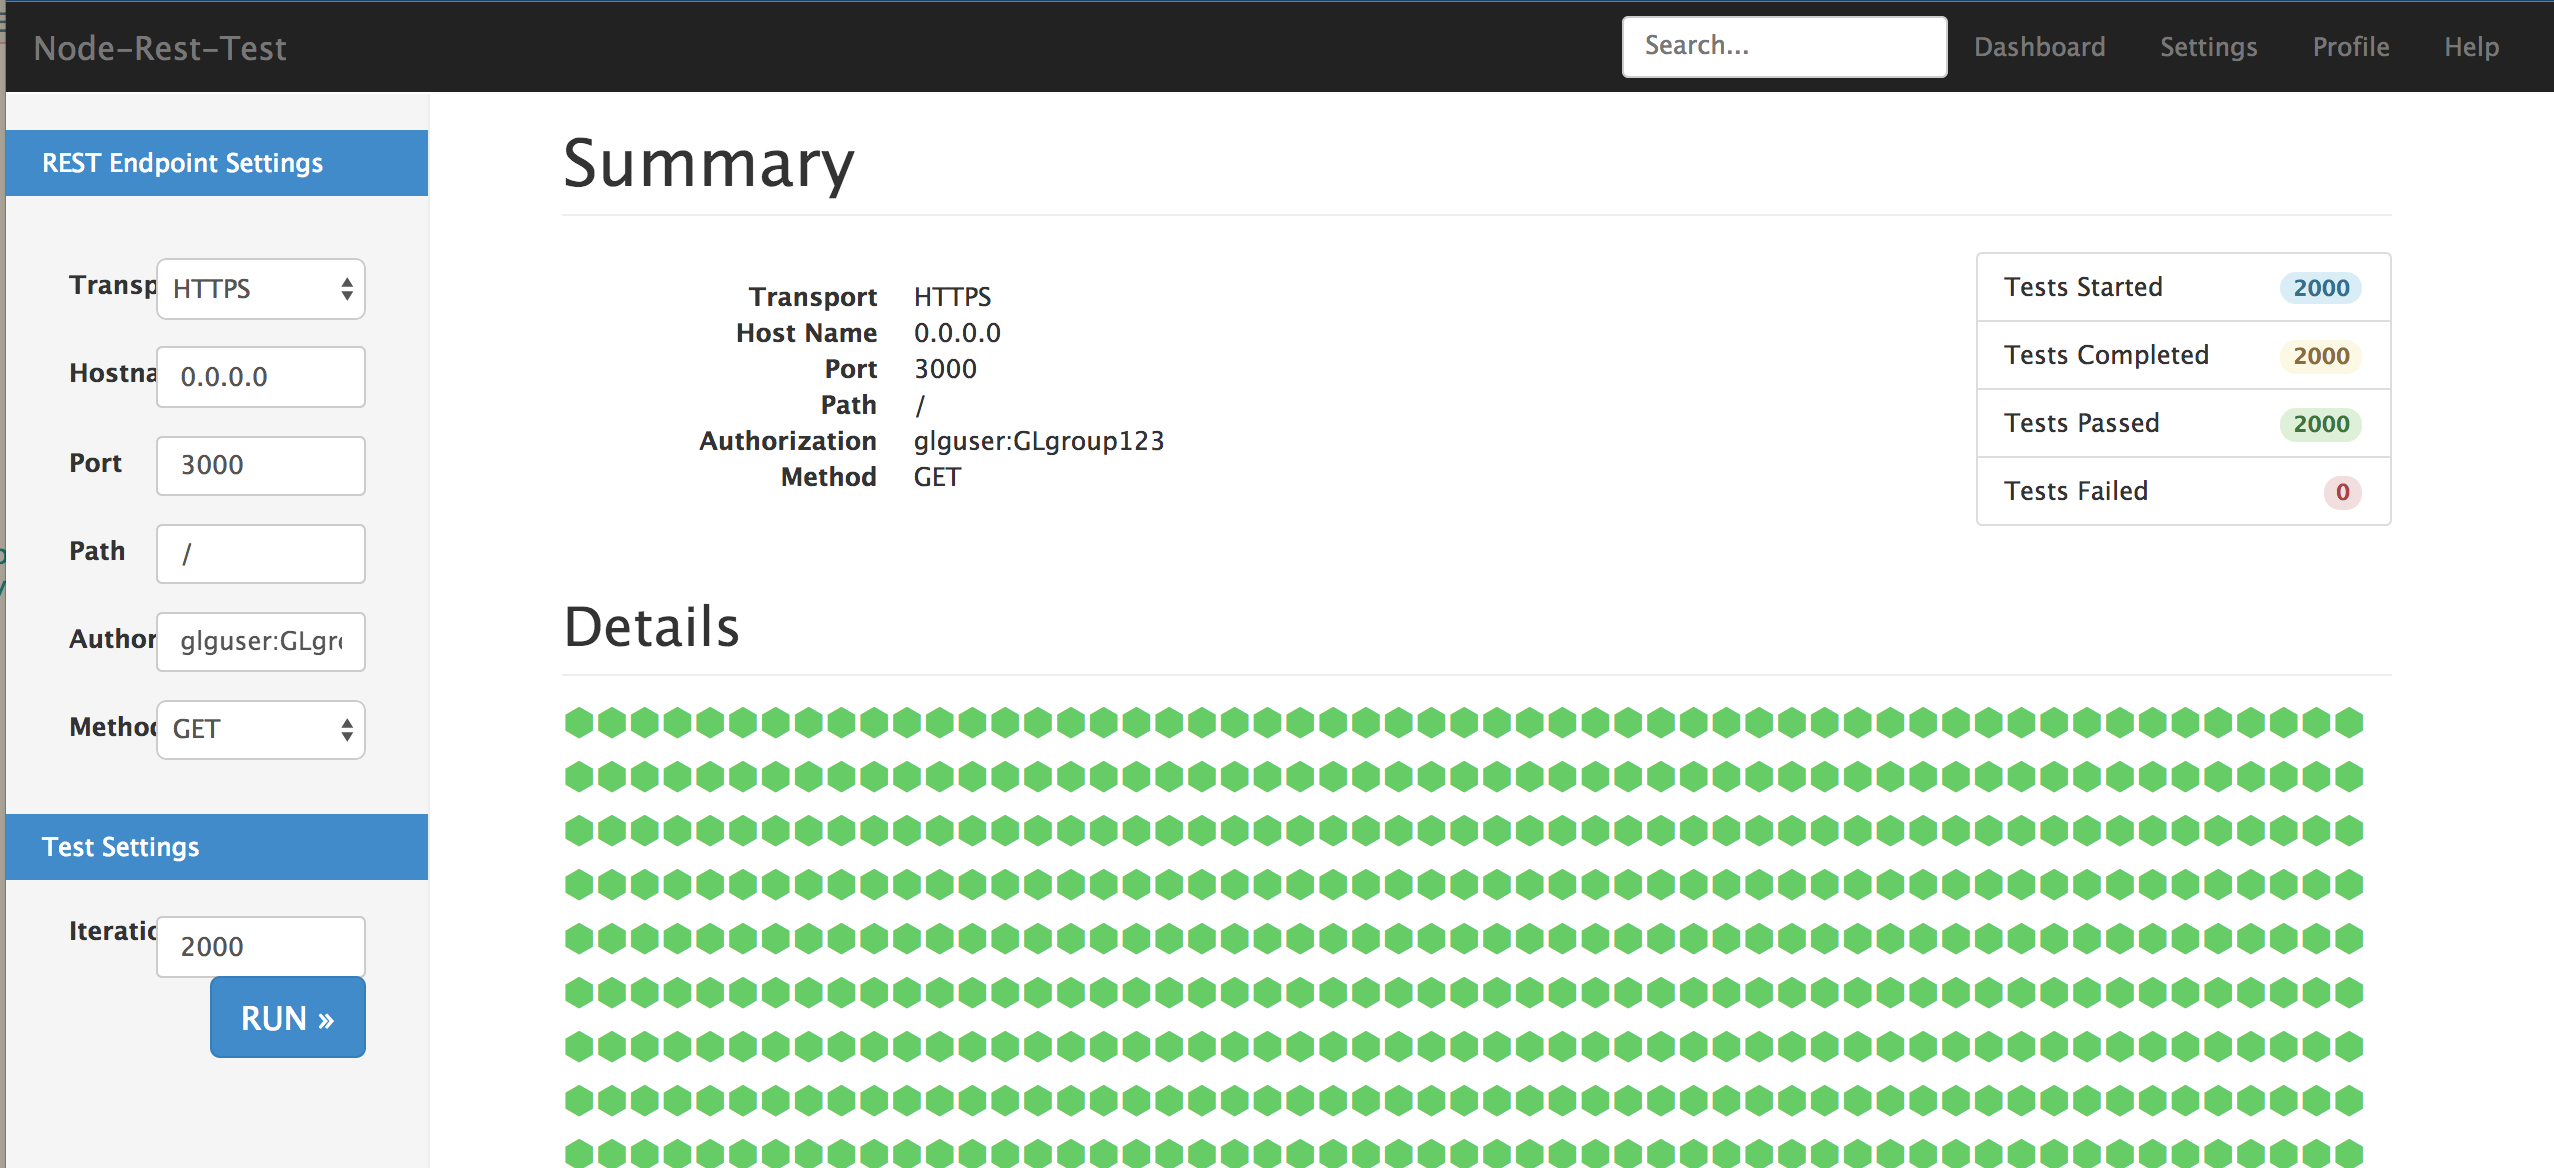 Node-Rest-Test
Search...
Dashboard
Settings
Profile
Help
REST Endpoint Settings
Transp
HTTPS
Hostna
0.0.0.0
Port
3000
Path
/
Author
glguser:GLgr
Method
GET
Test Settings
Iteratio
2000
RUN »
Summary
Transport HTTPS
Host Name 0.0.0.0
Port 3000
Path /
Authorization glguser:GLgroup123
Method GET
Tests Started 2000
Tests Completed 2000
Tests Passed 2000
Tests Failed 0
Details